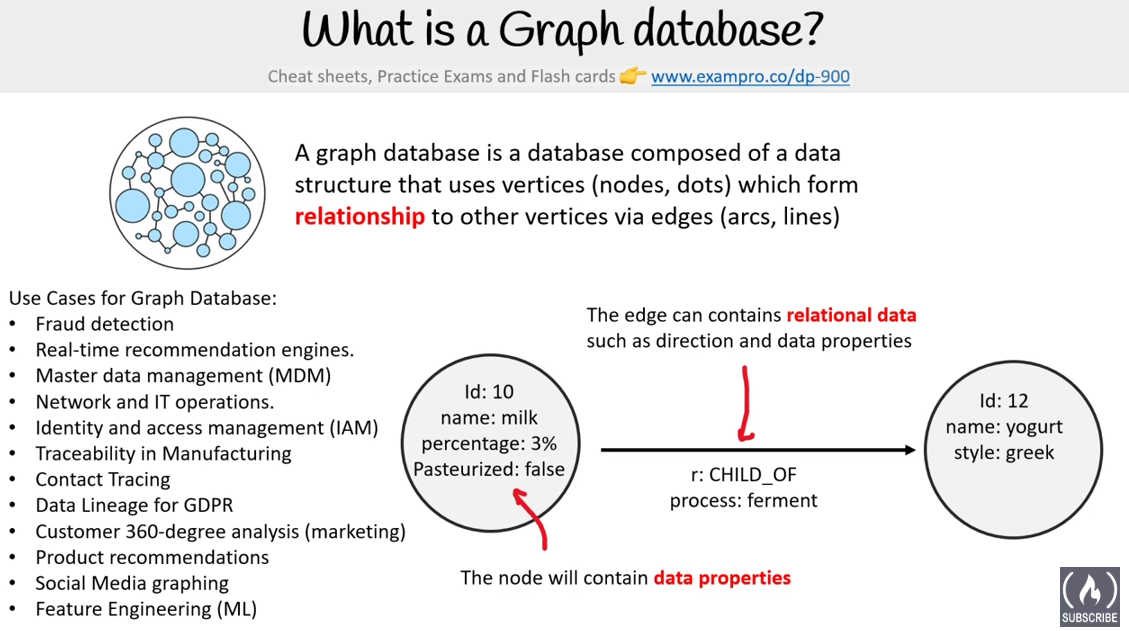 What is a Graph database?
Cheat sheets, Practice Exams and Flash cards 👉 www.exampro.co/dp-900
A graph database is a database composed of a data
structure that uses vertices (nodes, dots) which form
relationship to other vertices via edges (arcs, lines)
Use Cases for Graph Database:
• Fraud detection
• Real-time recommendation engines.
• Master data management (MDM)
• Network and IT operations.
• Identity and access management (IAM)
• Traceability in Manufacturing
• Contact Tracing
• Data Lineage for GDPR
• Customer 360-degree analysis (marketing)
• Product recommendations
• Social Media graphing
• Feature Engineering (ML)
The edge can contains relational data
such as direction and data properties
Id: 10
name: milk
percentage: 3%
Pasteurized: false
r: CHILD_OF
process: ferment
Id: 12
name: yogurt
style: greek
The node will contain data properties
SUBSCRIBE